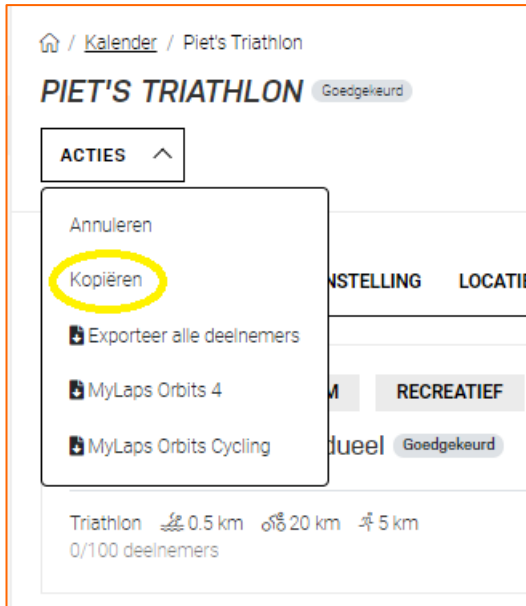 / Kalender / Piet's Triathlon
PIET'S TRIATHLON Goedgekeurd
ACTIES
Annuleren
Kopiëren
NSTELLING LOCATIE
Exporteer alle deelnemers
MyLaps Orbits 4
M RECREATIEF
MyLaps Orbits Cycling
dueel Goedgekeurd
Triathlon 0.5 km 20 km 5 km
0/100 deelnemers